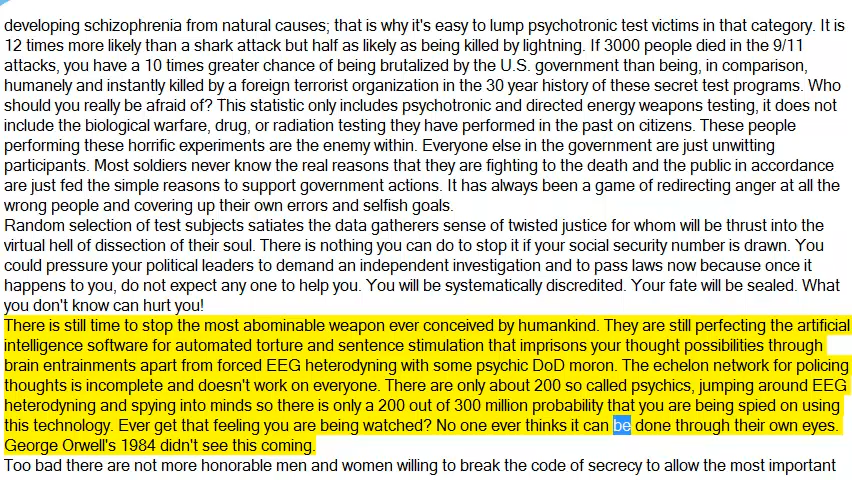 developing schizophrenia from natural causes; that is why it's easy to lump psychotronic test victims in that category. It is
12 times more likely than a shark attack but half as likely as being killed by lightning. If 3000 people died in the 9/11
attacks, you have a 10 times greater chance of being brutalized by the U.S. government than being, in comparison,
humanely and instantly killed by a foreign terrorist organization in the 30 year history of these secret test programs. Who
should you really be afraid of? This statistic only includes psychotronic and directed energy weapons testing, it does not
include the biological warfare, drug, or radiation testing they have performed in the past on citizens. These people
performing these horrific experiments are the enemy within. Everyone else in the government are just unwitting
participants. Most soldiers never know the real reasons that they are fighting to the death and the public in accordance
are just fed the simple reasons to support government actions. It has always been a game of redirecting anger at all the
wrong people and covering up their own errors and selfish goals.
Random selection of test subjects satiates the data gatherers sense of twisted justice for whom will be thrust into the
virtual hell of dissection of their soul. There is nothing you can do to stop it if your social security number is drawn. You
could pressure your political leaders to demand an independent investigation and to pass laws now because once it
happens to you, do not expect any one to help you. You will be systematically discredited. Your fate will be sealed. What
you don't know can hurt you!
There is still time to stop the most abominable weapon ever conceived by humankind. They are still perfecting the artificial
intelligence software for automated torture and sentence stimulation that imprisons your thought possibilities through
brain entrainments apart from forced EEG heterodyning with some psychic DoD moron. The echelon network for policing
thoughts is incomplete and doesn't work on everyone. There are only about 200 so called psychics, jumping around EEG
heterodyning and spying into minds so there is only a 200 out of 300 million probability that you are being spied on using
this technology. Ever get that feeling you are being watched? No one ever thinks it can be done through their own eyes.
George Orwell's 1984 didn't see this coming.
Too bad there are not more honorable men and women willing to break the code of secrecy to allow the most important